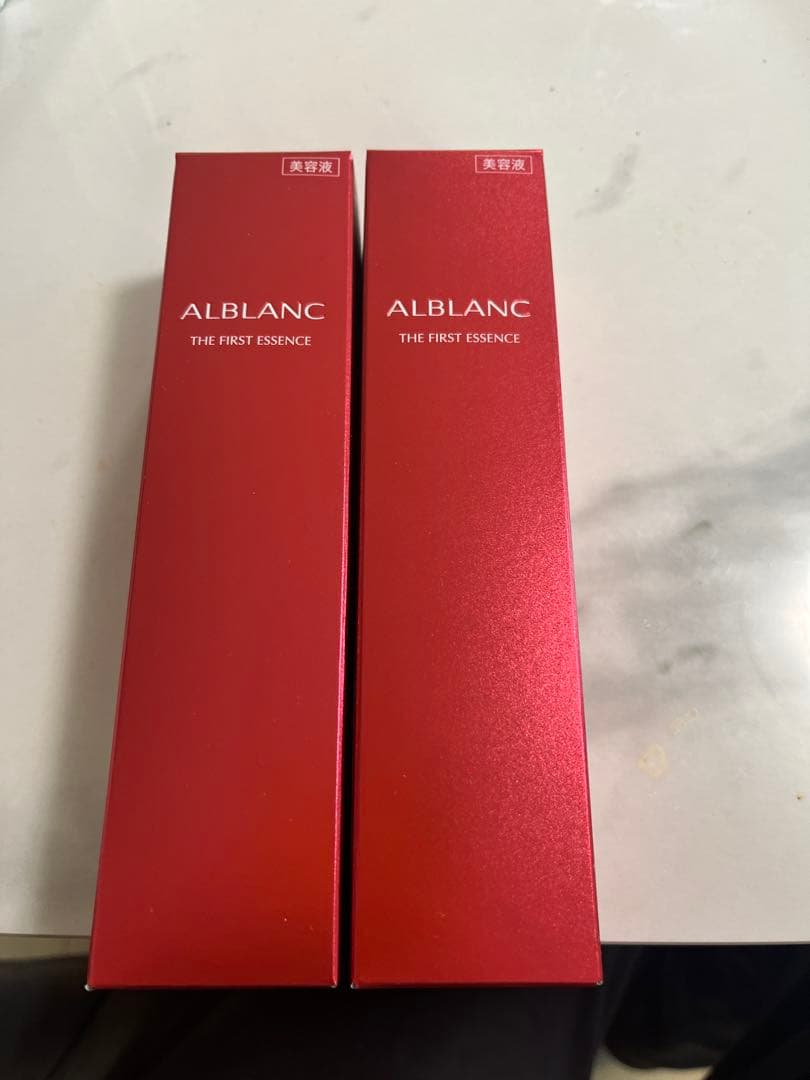 美容液
ALBLANC
THE FIRST ESSENCE
美容液
ALBLANC
THE FIRST ESSENCE